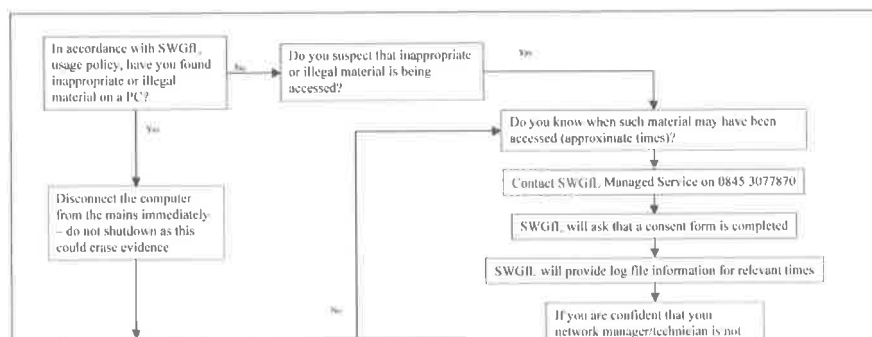 In accordance with SWGfL
usage policy, have you found
inappropriate or illegal
material on a PC?
No
Do you suspect that inappropriate
or illegal material is being
accessed?
Yes
Do you know when such material may have been
accessed (approximiate times)?
Yes
Contact SWGfL Managed Service on 0845 3077870
Disconnect the computer
from the mains immediately
– do not shutdown as this
could erase evidence
SWGfL will ask that a consent form is completed
SWGfL will provide log file information for relevant times
No
If you are confident that your
network manager/technician is not